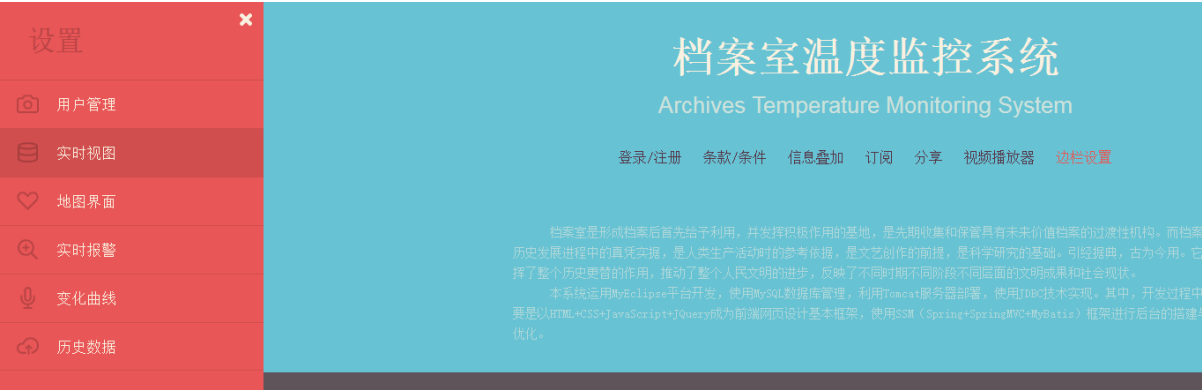 设置
用户管理
实时视图
地图界面
实时报警
变化曲线
历史数据
档案室温度监控系统
Archives Temperature Monitoring System
登录/注册 条款/条件 信息叠加 订阅 分享 视频播放器 边栏设置
档案室是形成档案后首先给予利用，并发挥积极作用的基地，是先期收集和保管具有未来价值档案的过渡性机构。而档案
历史发展进程中的真凭实据，是人类生产活动时的参考依据，是文艺创作的前提，是科学研究的基础。引经据典，古为今用。它
挥了整个历史更替的作用，推动了整个人民文明的进步，反映了不同时期不同阶段不同层面的文明成果和社会现状。
本系统运用MyEclipse平台开发，使用MySQL数据库管理，利用Tomcat服务器部署，使用JDBC技术实现。其中，开发过程中
要是以HTML+CSS+JavaScript+JQuery成为前端网页设计基本框架，使用SSM（Spring+SpringMVC+MyBatis）框架进行后台的搭建与
优化。